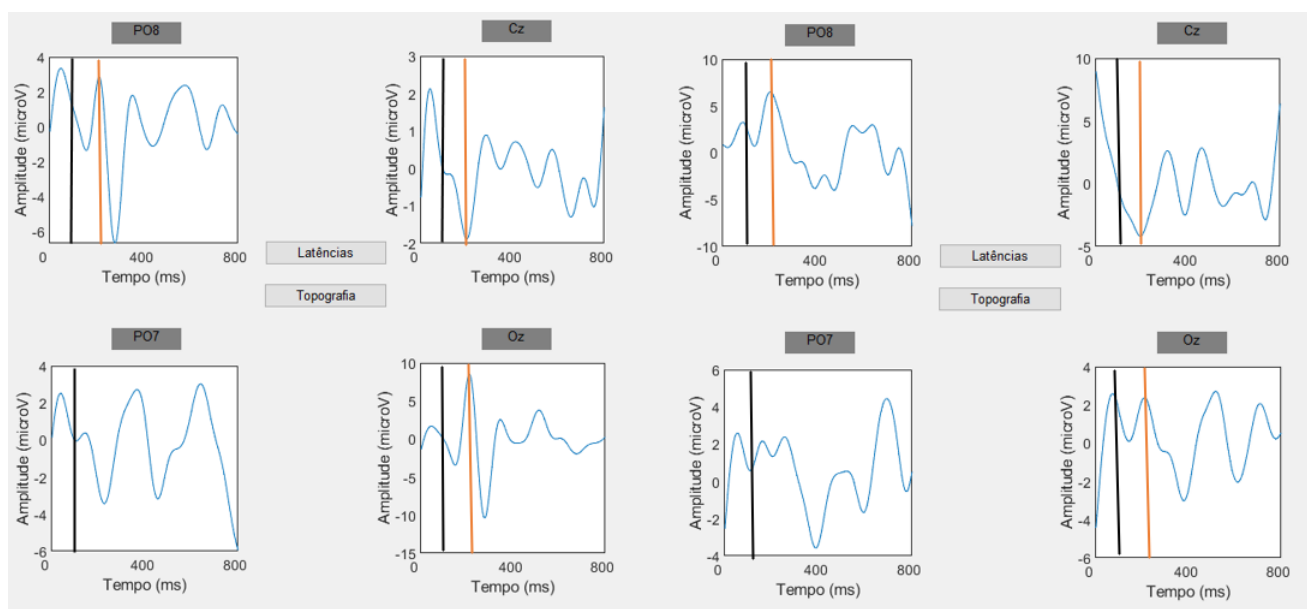 PO8
4
2
0
-2
-4
-6
Amplitude (microV)
0 400 800
Tempo (ms)
Cz
3
2
1
0
-1
-2
Amplitude (microV)
0 400 800
Tempo (ms)
Latências
Topografia
PO7
4
2
0
-2
-4
-6
Amplitude (microV)
0 400 800
Tempo (ms)
Oz
10
5
0
-5
-10
-15
Amplitude (microV)
0 400 800
Tempo (ms)
PO8
10
5
0
-5
-10
Amplitude (microV)
0 400 800
Tempo (ms)
Cz
10
5
0
-5
Amplitude (microV)
0 400 800
Tempo (ms)
Latências
Topografia
PO7
6
4
2
0
-2
-4
Amplitude (microV)
0 400 800
Tempo (ms)
Oz
4
2
0
-2
-4
-6
Amplitude (microV)
0 400 800
Tempo (ms)